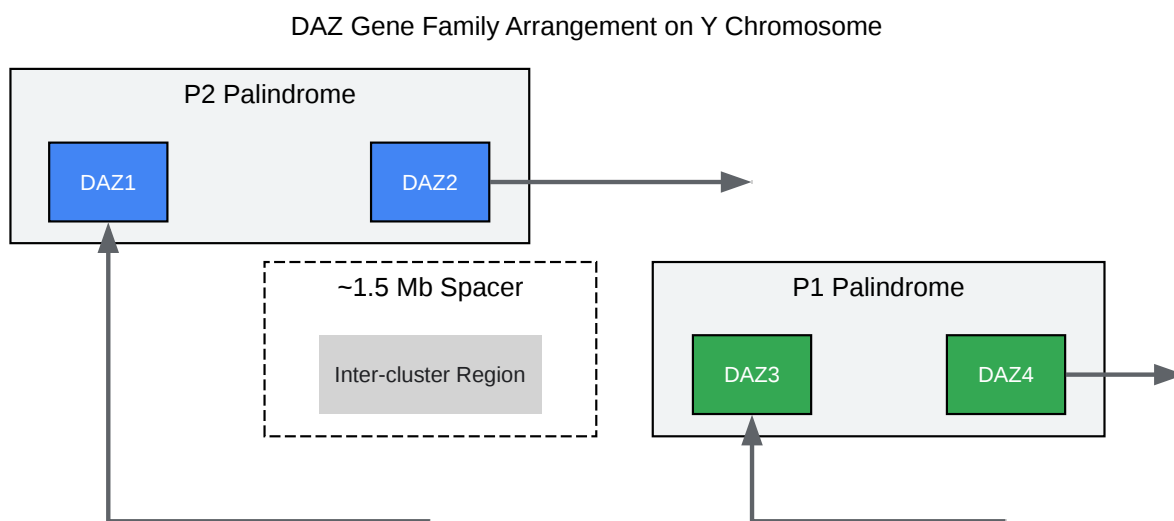 DAZ Gene Family Arrangement on Y Chromosome
P2 Palindrome
DAZ1
DAZ2
~1.5 Mb Spacer
Inter-cluster Region
P1 Palindrome
DAZ3
DAZ4